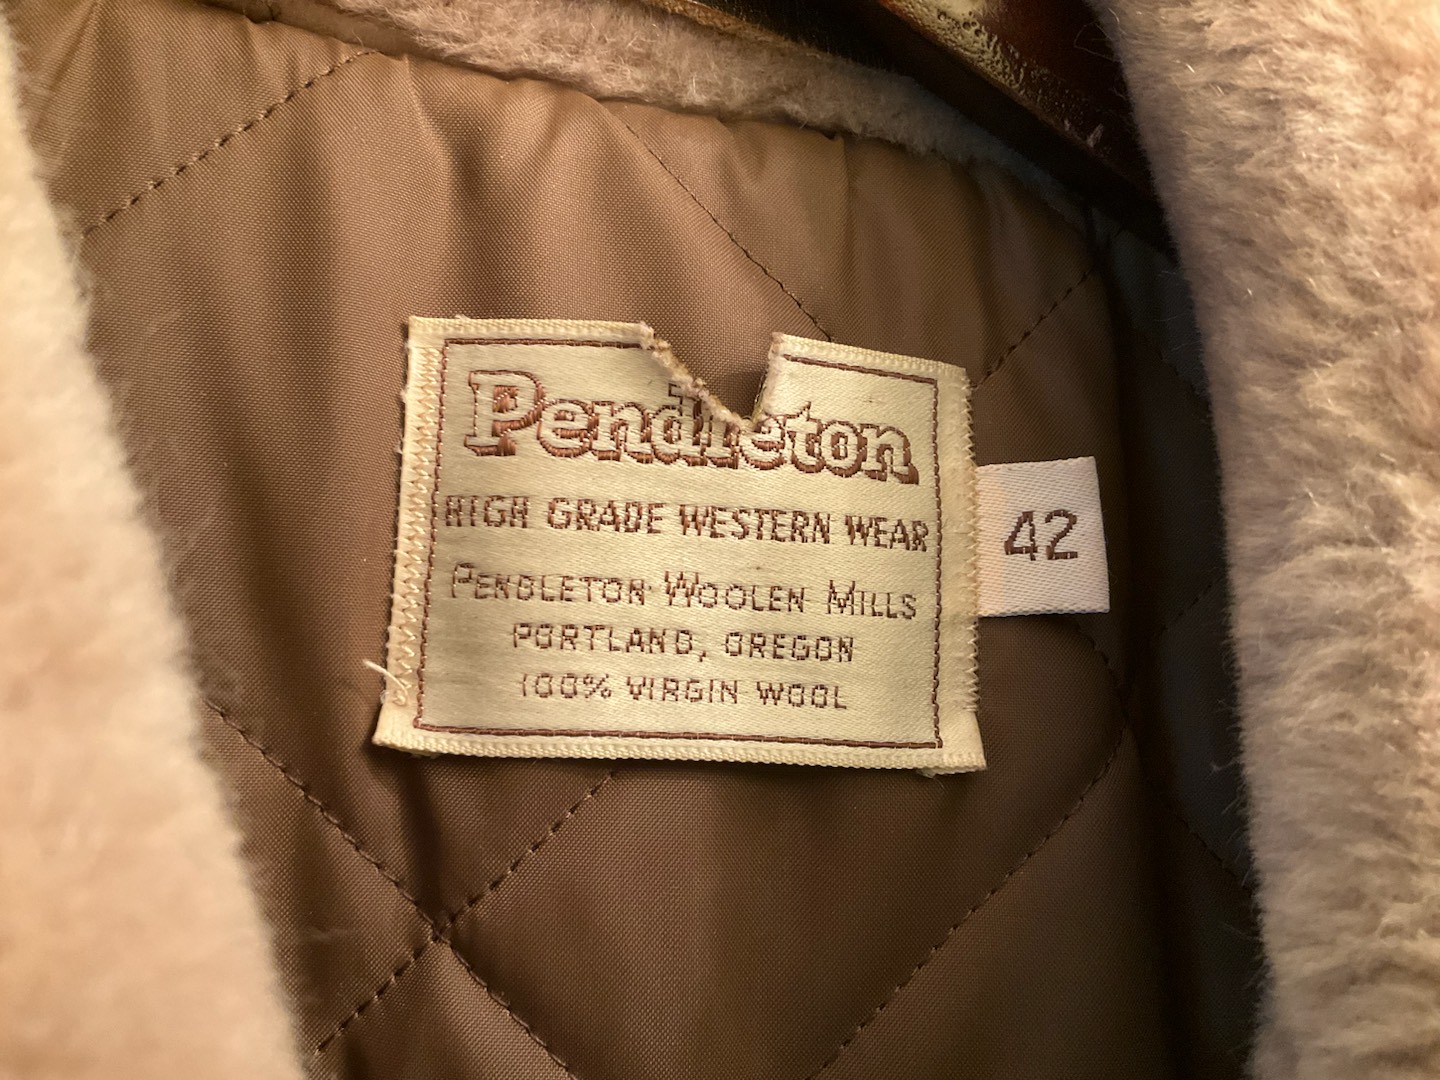 Pendleton
HIGH GRADE WESTERN WEAR
PENDLETON WOOLEN MILLS
PORTLAND, OREGON
100% VIRGIN WOOL
42